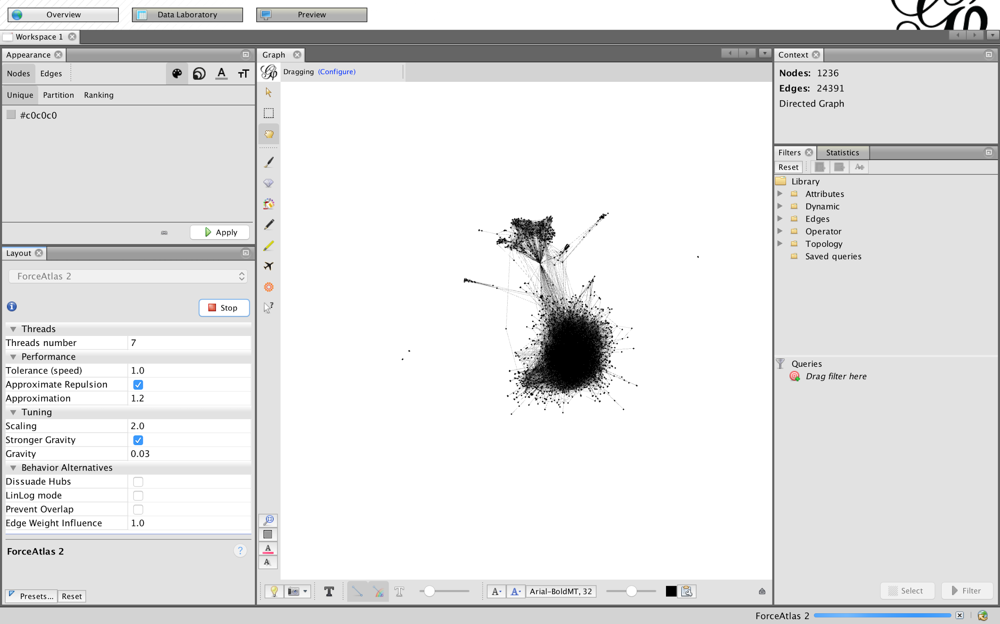 Overview
Data Laboratory
Preview
Workspace 1
Appearance
Nodes
Edges
A
TT
Unique
Partition
Ranking
#c0c0c0
Apply
Layout
ForceAtlas 2
Stop
Threads
Threads number 7
Performance
Tolerance (speed) 1.0
Approximate Repulsion
Approximation 1.2
Tuning
Scaling 2.0
Stronger Gravity
Gravity 0.03
Behavior Alternatives
Dissuade Hubs
LinLog mode
Prevent Overlap
Edge Weight Influence 1.0
ForceAtlas 2
?
Presets...
Reset
Graph
Dragging (Configure)
A
A
T
T
A-
A-
Arial-BoldMT, 32
Context
Nodes: 1236
Edges: 24391
Directed Graph
Filters
Statistics
Reset
Library
Attributes
Dynamic
Edges
Operator
Topology
Saved queries
Queries
Drag filter here
Select
Filter
ForceAtlas 2